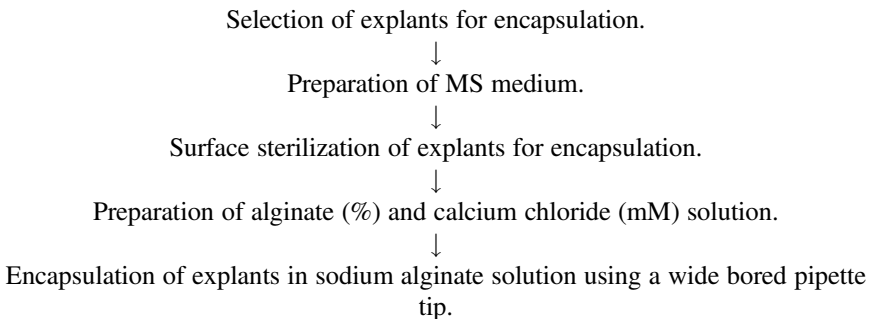 Selection of explants for encapsulation.
↓
Preparation of MS medium.
↓
Surface sterilization of explants for encapsulation.
↓
Preparation of alginate (%) and calcium chloride (mM) solution.
↓
Encapsulation of explants in sodium alginate solution using a wide bored pipette
tip.